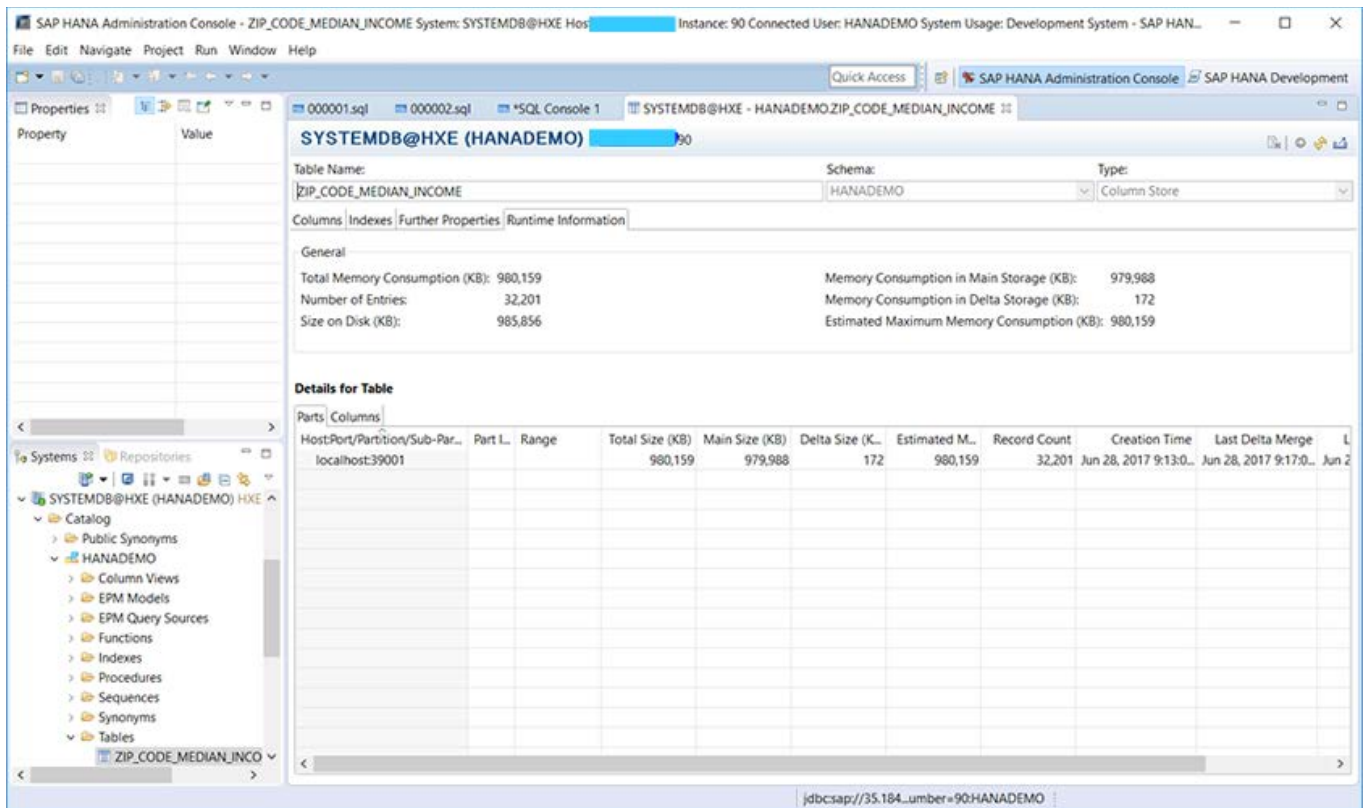 SAP HANA Administration Console - ZIP_CODE_MEDIAN_INCOME System: SYSTEMDB@HXE Hos Instance: 90 Connected User: HANADEMO System Usage: Development System - SAP HAN...
File Edit Navigate Project Run Window Help
Quick Access SAP HANA Administration Console SAP HANA Development
Properties 000001.sql 000002.sql *SQL Console 1 SYSTEMDB@HXE - HANADEMO.ZIP_CODE_MEDIAN_INCOME
Property Value
SYSTEMDB@HXE (HANADEMO) 90
Table Name: Schema: Type:
ZIP_CODE_MEDIAN_INCOME HANADEMO Column Store
Columns Indexes Further Properties Runtime Information
General
Total Memory Consumption (KB): 980,159 Memory Consumption in Main Storage (KB): 979,988
Number of Entries: 32,201 Memory Consumption in Delta Storage (KB): 172
Size on Disk (KB): 985,856 Estimated Maximum Memory Consumption (KB): 980,159
Details for Table
Parts Columns
Host:Port/Partition/Sub-Par... Part I... Range Total Size (KB) Main Size (KB) Delta Size (K... Estimated M... Record Count Creation Time Last Delta Merge L
localhost:39001 980,159 979,988 172 980,159 32,201 Jun 28, 2017 9:13:0... Jun 28, 2017 9:17:0... Jun 2
Systems Repositories
SYSTEMDB@HXE (HANADEMO) HXE
Catalog
Public Synonyms
HANADEMO
Column Views
EPM Models
EPM Query Sources
Functions
Indexes
Procedures
Sequences
Synonyms
Tables
ZIP_CODE_MEDIAN_INCO
jdbc:sap://35.184...umber=90:HANADEMO